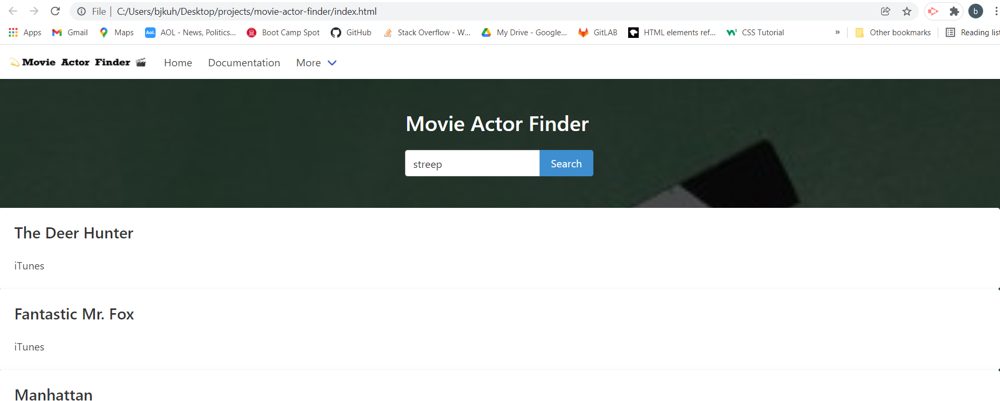 File | C:/Users/bjkuh/Desktop/projects/movie-actor-finder/index.html b
Apps Gmail Maps AOL - News, Politics... Boot Camp Spot GitHub Stack Overflow - W... My Drive - Google... GitLAB HTML elements ref... CSS Tutorial » Other bookmarks Reading list
Movie Actor Finder Home Documentation More
Movie Actor Finder
streep Search
The Deer Hunter
iTunes
Fantastic Mr. Fox
iTunes
Manhattan